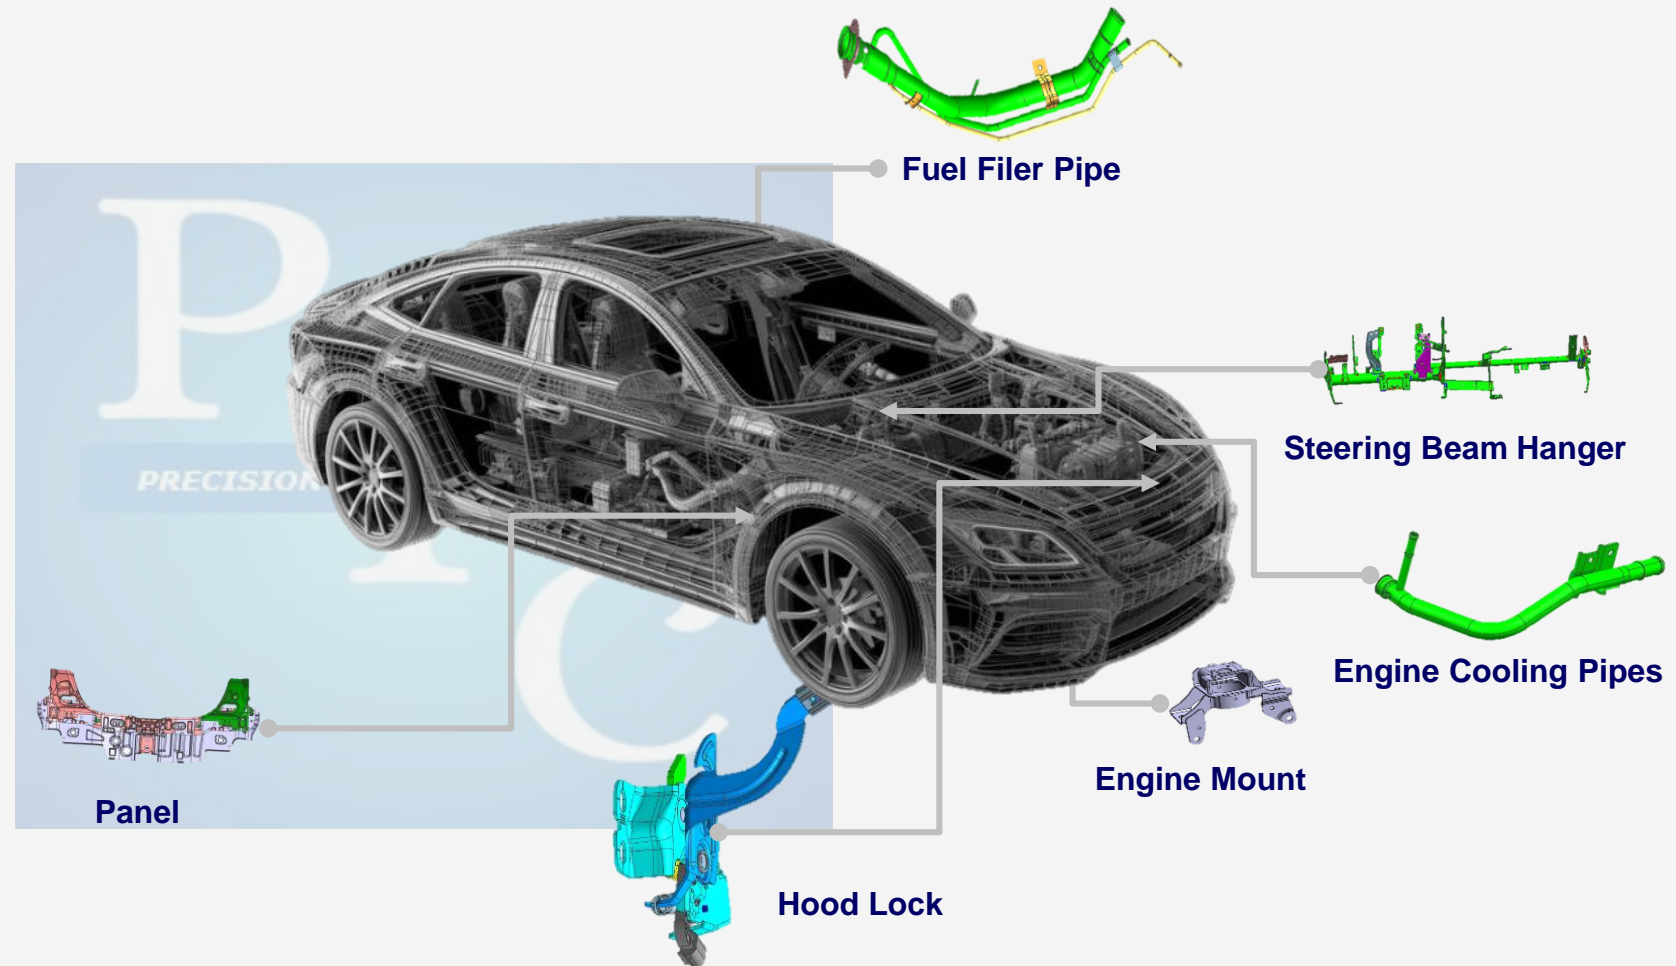 Fuel Filer Pipe
P
Steering Beam Hanger
PRECISION
T
C
Engine Cooling Pipes
Engine Mount
Panel
Hood Lock